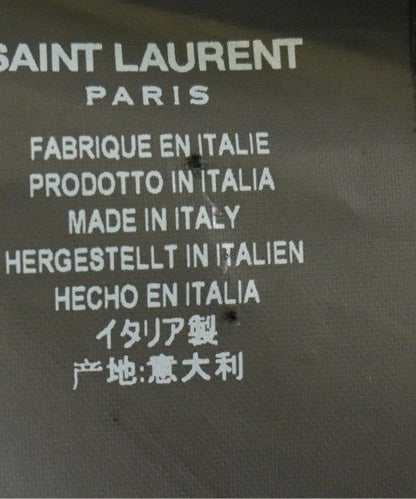 SAINT LAURENT
PARIS
FABRIQUE EN ITALIE
PRODOTTO IN ITALIA
MADE IN ITALY
HERGESTELLT IN ITALIEN
HECHO EN ITALIA
イタリア製
产地:意大利